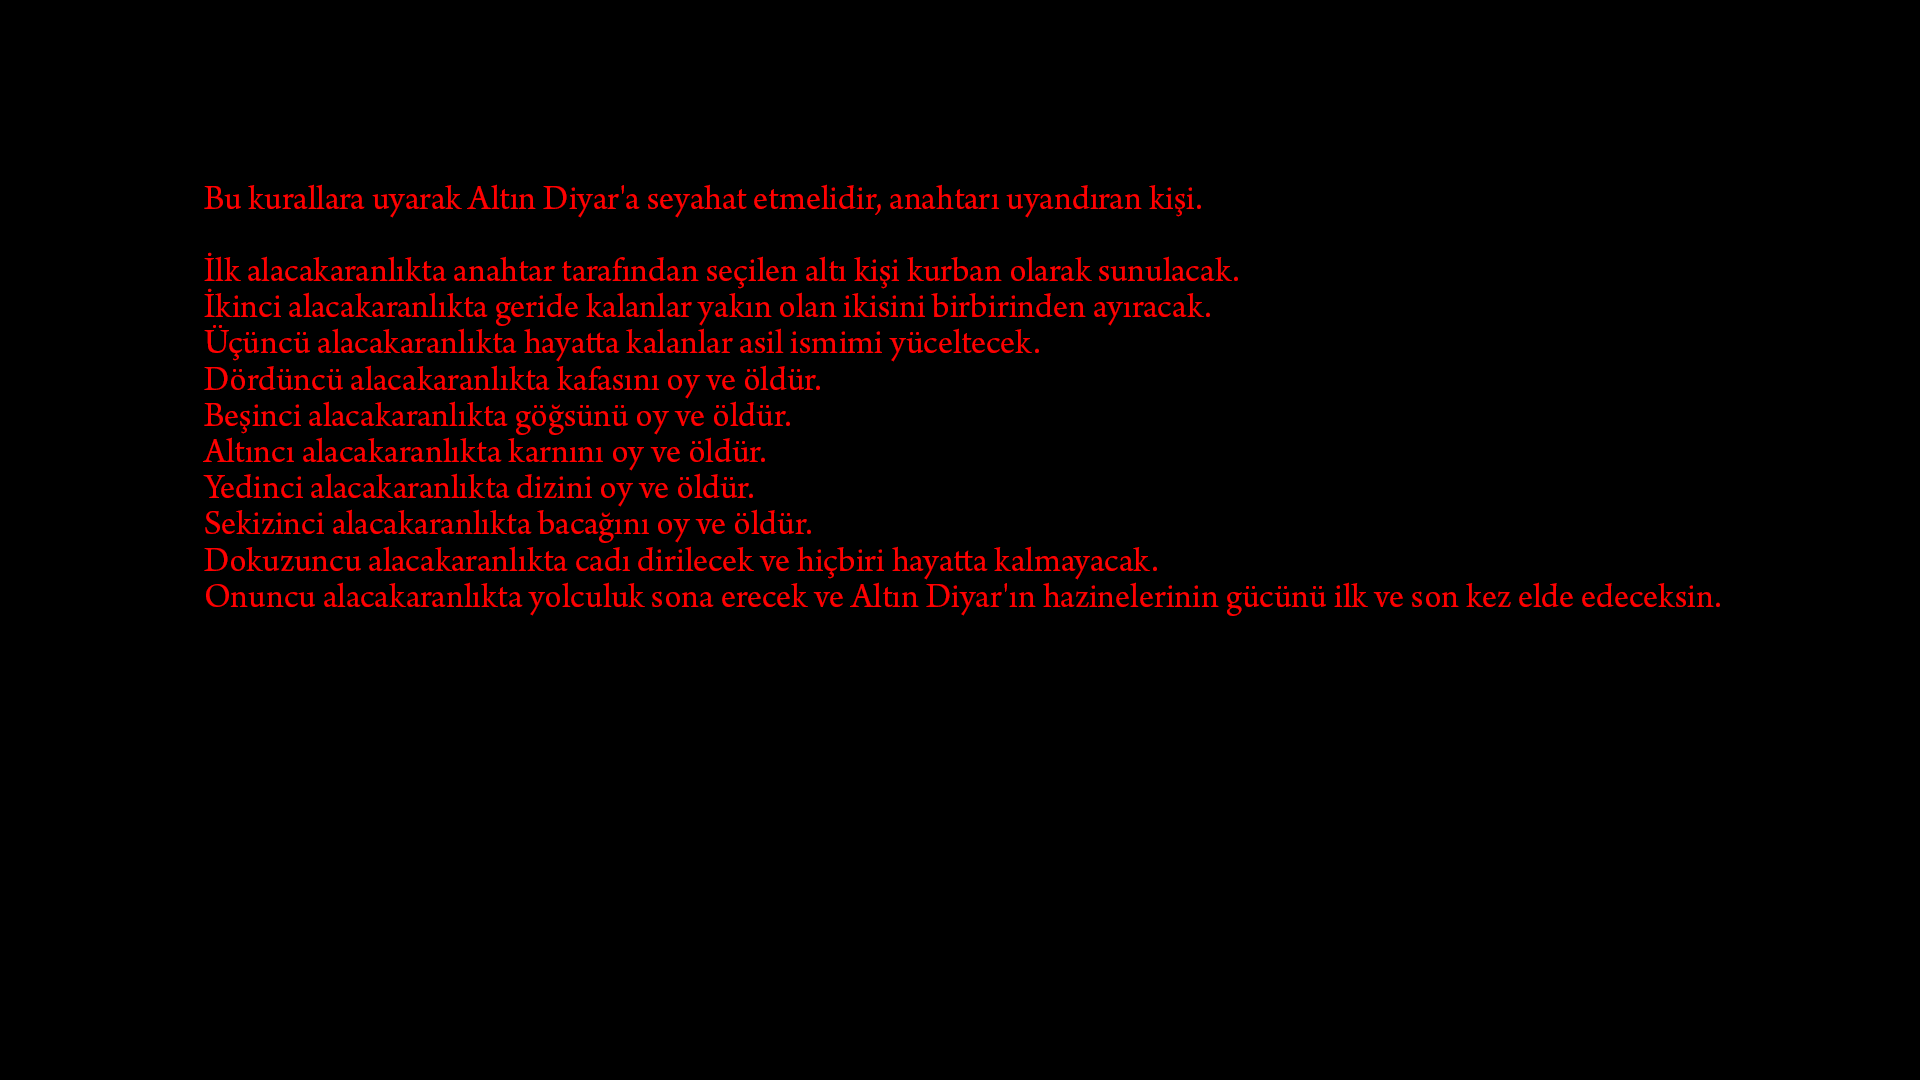 Bu kurallara uyarak Altın Diyar'a seyahat etmelidir, anahtarı uyandıran kişi.
İlk alacakaranlıkta anahtar tarafından seçilen altı kişi kurban olarak sunulacak.
İkinci alacakaranlıkta geride kalanlar yakın olan ikisini birbirinden ayıracak.
Üçüncü alacakaranlıkta hayatta kalanlar asil ismimi yüceltecek.
Dördüncü alacakaranlıkta kafasını oy ve öldür.
Beşinci alacakaranlıkta göğsünü oy ve öldür.
Altıncı alacakaranlıkta karnını oy ve öldür.
Yedinci alacakaranlıkta dizini oy ve öldür.
Sekizinci alacakaranlıkta bacağını oy ve öldür.
Dokuzuncu alacakaranlıkta cadı dirilecek ve hiçbiri hayatta kalmayacak.
Onuncu alacakaranlıkta yolculuk sona erecek ve Altın Diyar'ın hazinelerinin gücünü ilk ve son kez elde edeceksin.